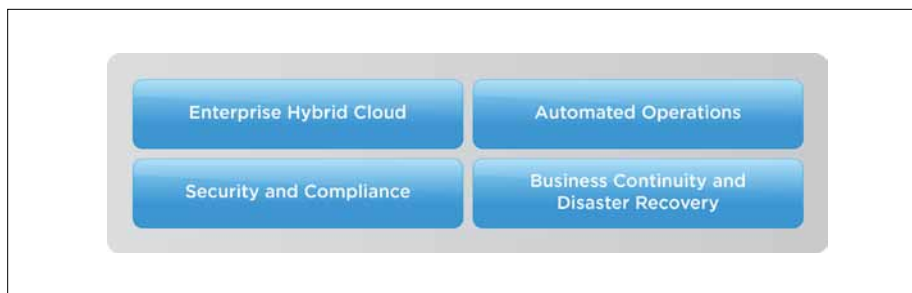 Enterprise Hybrid Cloud
Automated Operations
Security and Compliance
Business Continuity and
Disaster Recovery